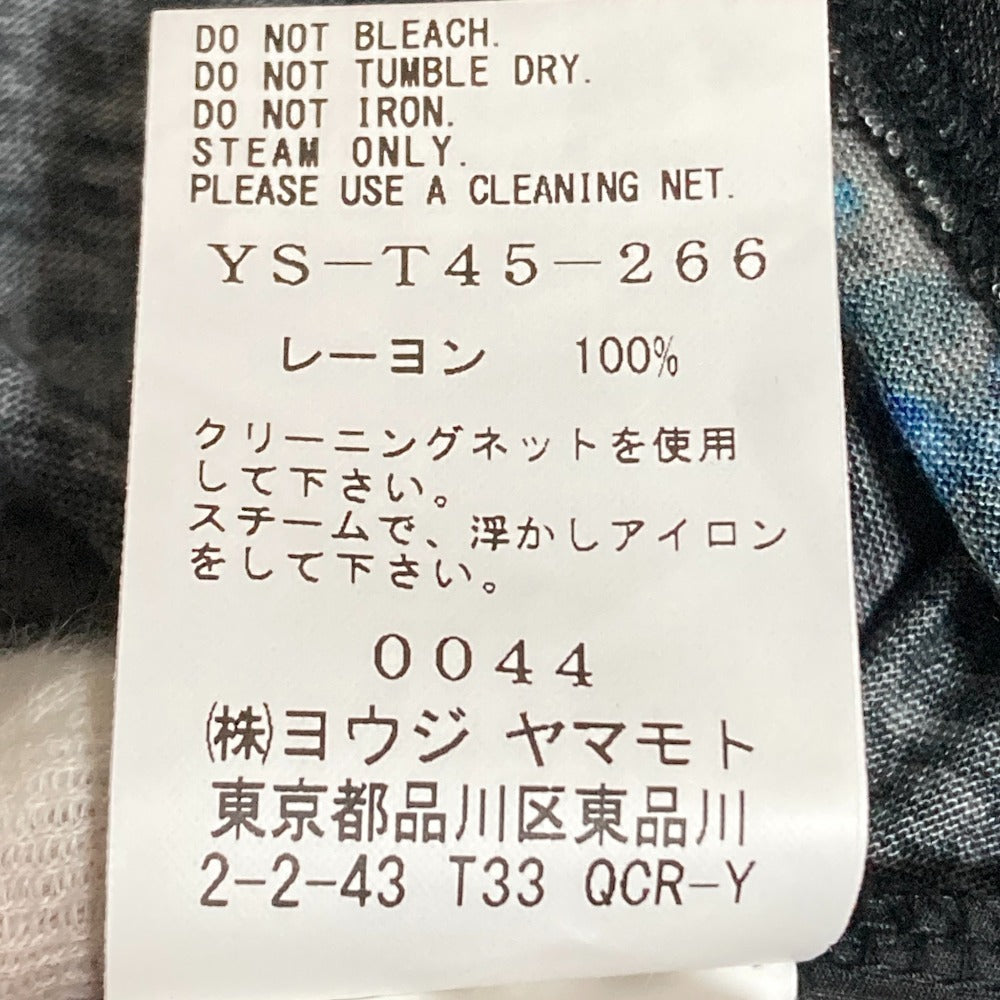 DO NOT BLEACH.
DO NOT TUMBLE DRY.
DO NOT IRON.
STEAM ONLY.
PLEASE USE A CLEANING NET.
YS-T45-266
レーヨン 100%
クリーニングネットを使用
して下さい。
スチームで、浮かしアイロン
をして下さい。
0044
㈱ヨウジ ヤマモト
東京都品川区東品川
2-2-43 T33 QCR-Y